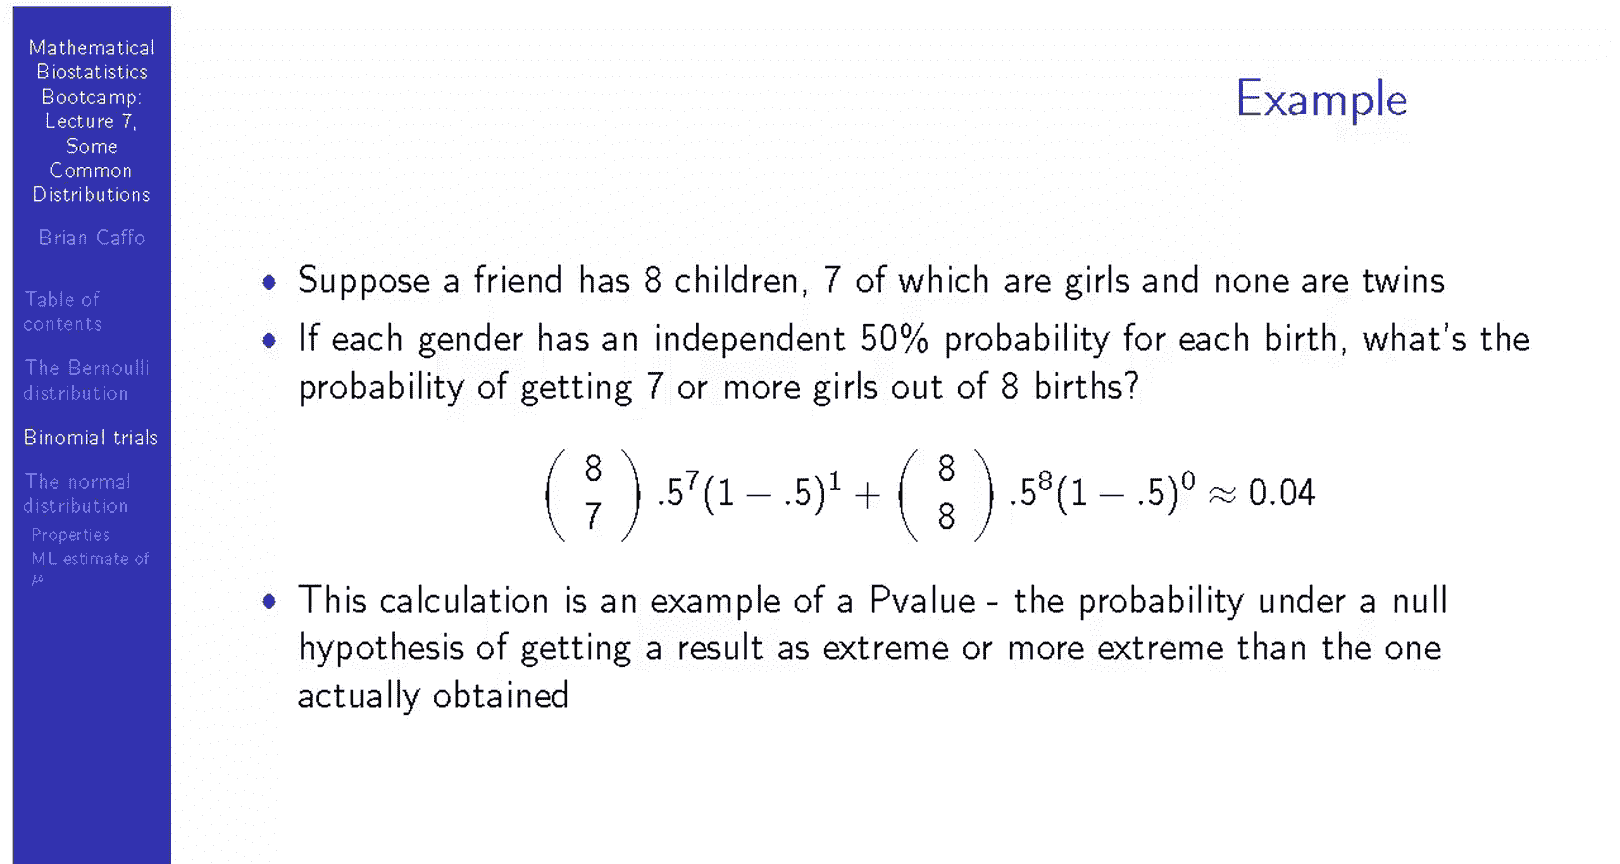 Mathematical
Biostatistics
Bootcamp:
Lecture 7,
Some
Common
Distributions
Brian Caffo
Table of
contents
The Bernoulli
distribution
Binomial trials
The normal
distribution
Properties
ML estimate of
μ
Example
• Suppose a friend has 8 children, 7 of which are girls and none are twins
• If each gender has an independent 50% probability for each birth, what's the
probability of getting 7 or more girls out of 8 births?
(8 7) .5⁷(1 − .5)¹ + (8 8) .5⁸(1 − .5)⁰ ≈ 0.04
• This calculation is an example of a Pvalue - the probability under a null
hypothesis of getting a result as extreme or more extreme than the one
actually obtained